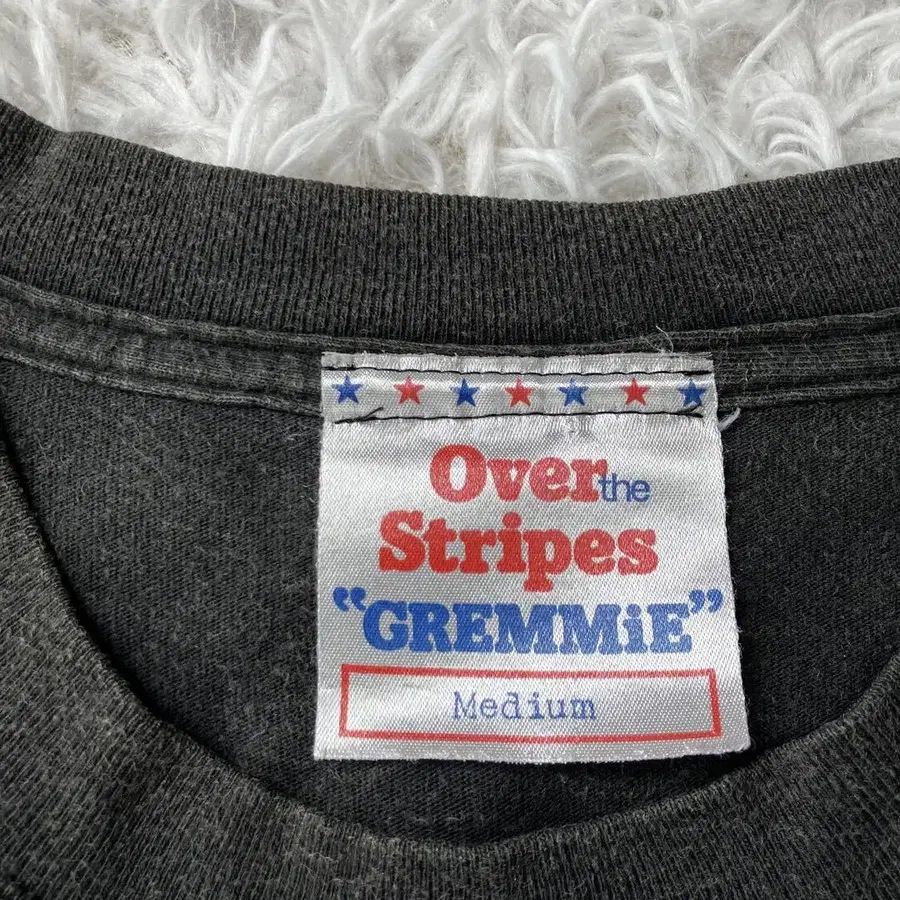 Over the
Stripes
“GREMMiE”
Medium